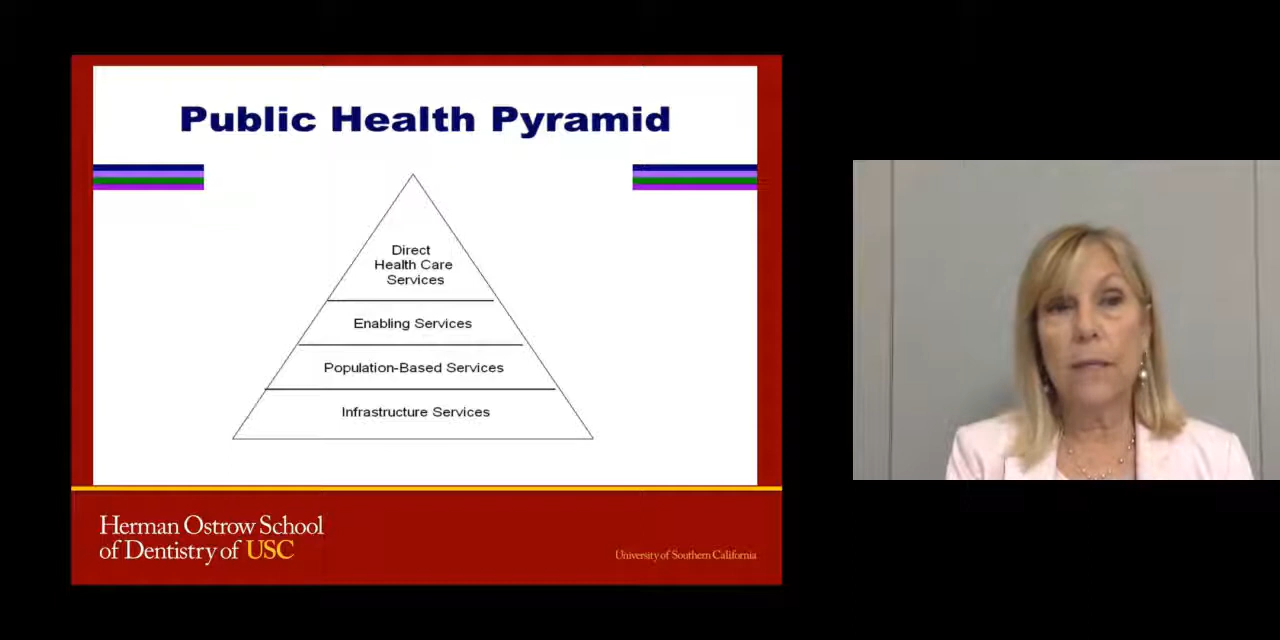 Public Health Pyramid
Direct
Health Care
Services
Enabling Services
Population-Based Services
Infrastructure Services
Herman Ostrow School
of Dentistry of USC
University of Southern California